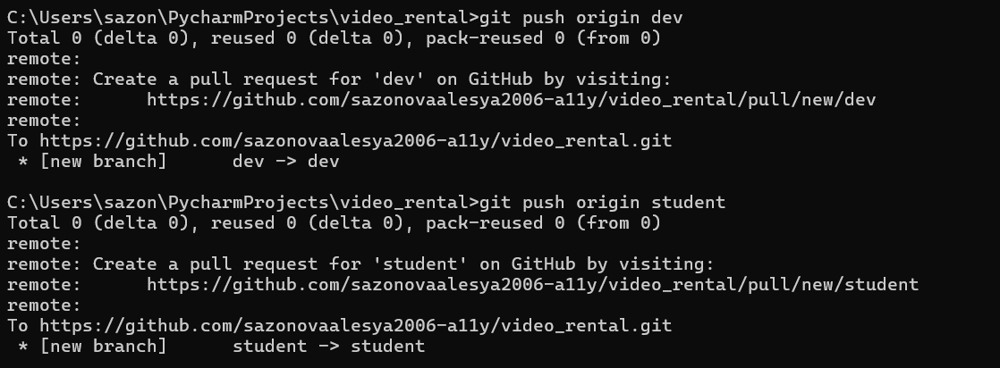 C:\Users\sazon\PycharmProjects\video_rental>git push origin dev
Total 0 (delta 0), reused 0 (delta 0), pack-reused 0 (from 0)
remote:
remote: Create a pull request for 'dev' on GitHub by visiting:
remote:      https://github.com/sazonovaalesya2006-a11y/video_rental/pull/new/dev
remote:
To https://github.com/sazonovaalesya2006-a11y/video_rental.git
 * [new branch]      dev -> dev
C:\Users\sazon\PycharmProjects\video_rental>git push origin student
Total 0 (delta 0), reused 0 (delta 0), pack-reused 0 (from 0)
remote:
remote: Create a pull request for 'student' on GitHub by visiting:
remote:      https://github.com/sazonovaalesya2006-a11y/video_rental/pull/new/student
remote:
To https://github.com/sazonovaalesya2006-a11y/video_rental.git
 * [new branch]      student -> student